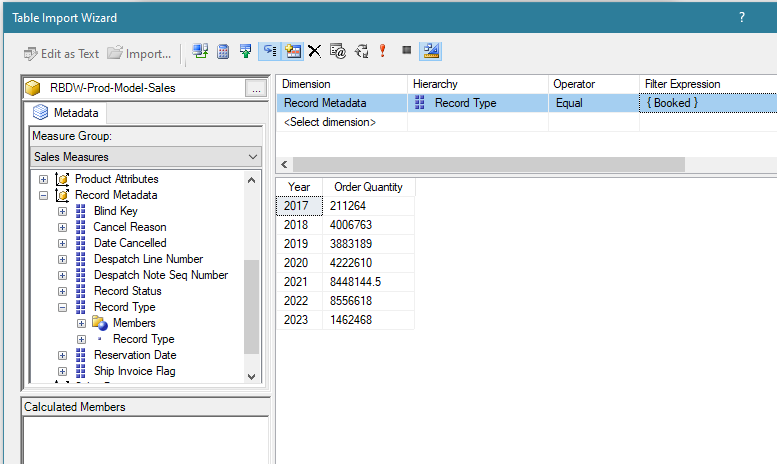 Table Import Wizard
?
Edit as Text Import...
RBDW-Prod-Model-Sales
...
Metadata
Measure Group:
Sales Measures
Product Attributes
Record Metadata
Blind Key
Cancel Reason
Date Cancelled
Despatch Line Number
Despatch Note Seq Number
Record Status
Record Type
Members
Record Type
Reservation Date
Ship Invoice Flag
Calculated Members
Dimension Hierarchy Operator Filter Expression
Record Metadata Record Type Equal { Booked }
<Select dimension>
Year Order Quantity
2017 211264
2018 4006763
2019 3883189
2020 4222610
2021 8448144.5
2022 8556618
2023 1462468